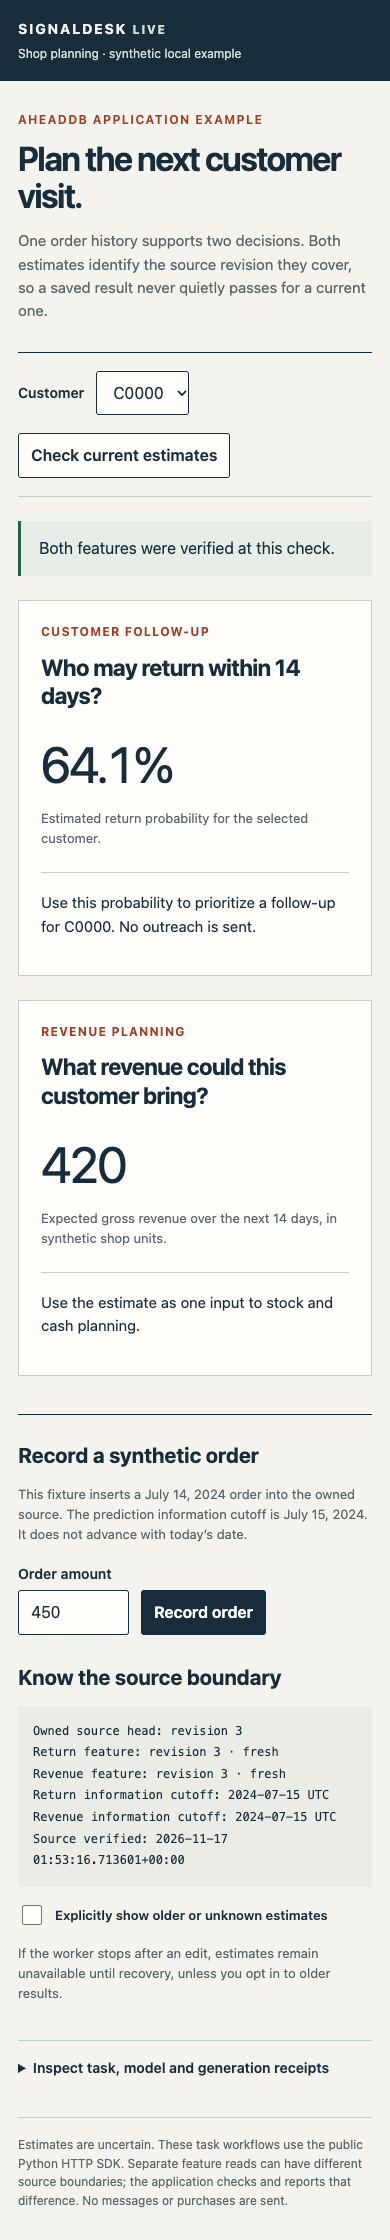 SIGNALDESK LIVE
Shop planning · synthetic local example
AHEADDB APPLICATION EXAMPLE
Plan the next customer
visit.
One order history supports two decisions. Both
estimates identify the source revision they cover,
so a saved result never quietly passes for a current
one.
Customer C0000
Check current estimates
Both features were verified at this check.
CUSTOMER FOLLOW-UP
Who may return within 14
days?
64.1%
Estimated return probability for the selected
customer.
Use this probability to prioritize a follow-up
for C0000. No outreach is sent.
REVENUE PLANNING
What revenue could this
customer bring?
420
Expected gross revenue over the next 14 days, in
synthetic shop units.
Use the estimate as one input to stock and
cash planning.
Record a synthetic order
This fixture inserts a July 14, 2024 order into the owned
source. The prediction information cutoff is July 15, 2024.
It does not advance with today’s date.
Order amount
450 Record order
Know the source boundary
Owned source head: revision 3
Return feature: revision 3 · fresh
Revenue feature: revision 3 · fresh
Return information cutoff: 2024-07-15 UTC
Revenue information cutoff: 2024-07-15 UTC
Source verified: 2026-11-17
01:53:16.713601+00:00
Explicitly show older or unknown estimates
If the worker stops after an edit, estimates remain
unavailable until recovery, unless you opt in to older
results.
Inspect task, model and generation receipts
Estimates are uncertain. These task workflows use the public
Python HTTP SDK. Separate feature reads can have different
source boundaries; the application checks and reports that
difference. No messages or purchases are sent.